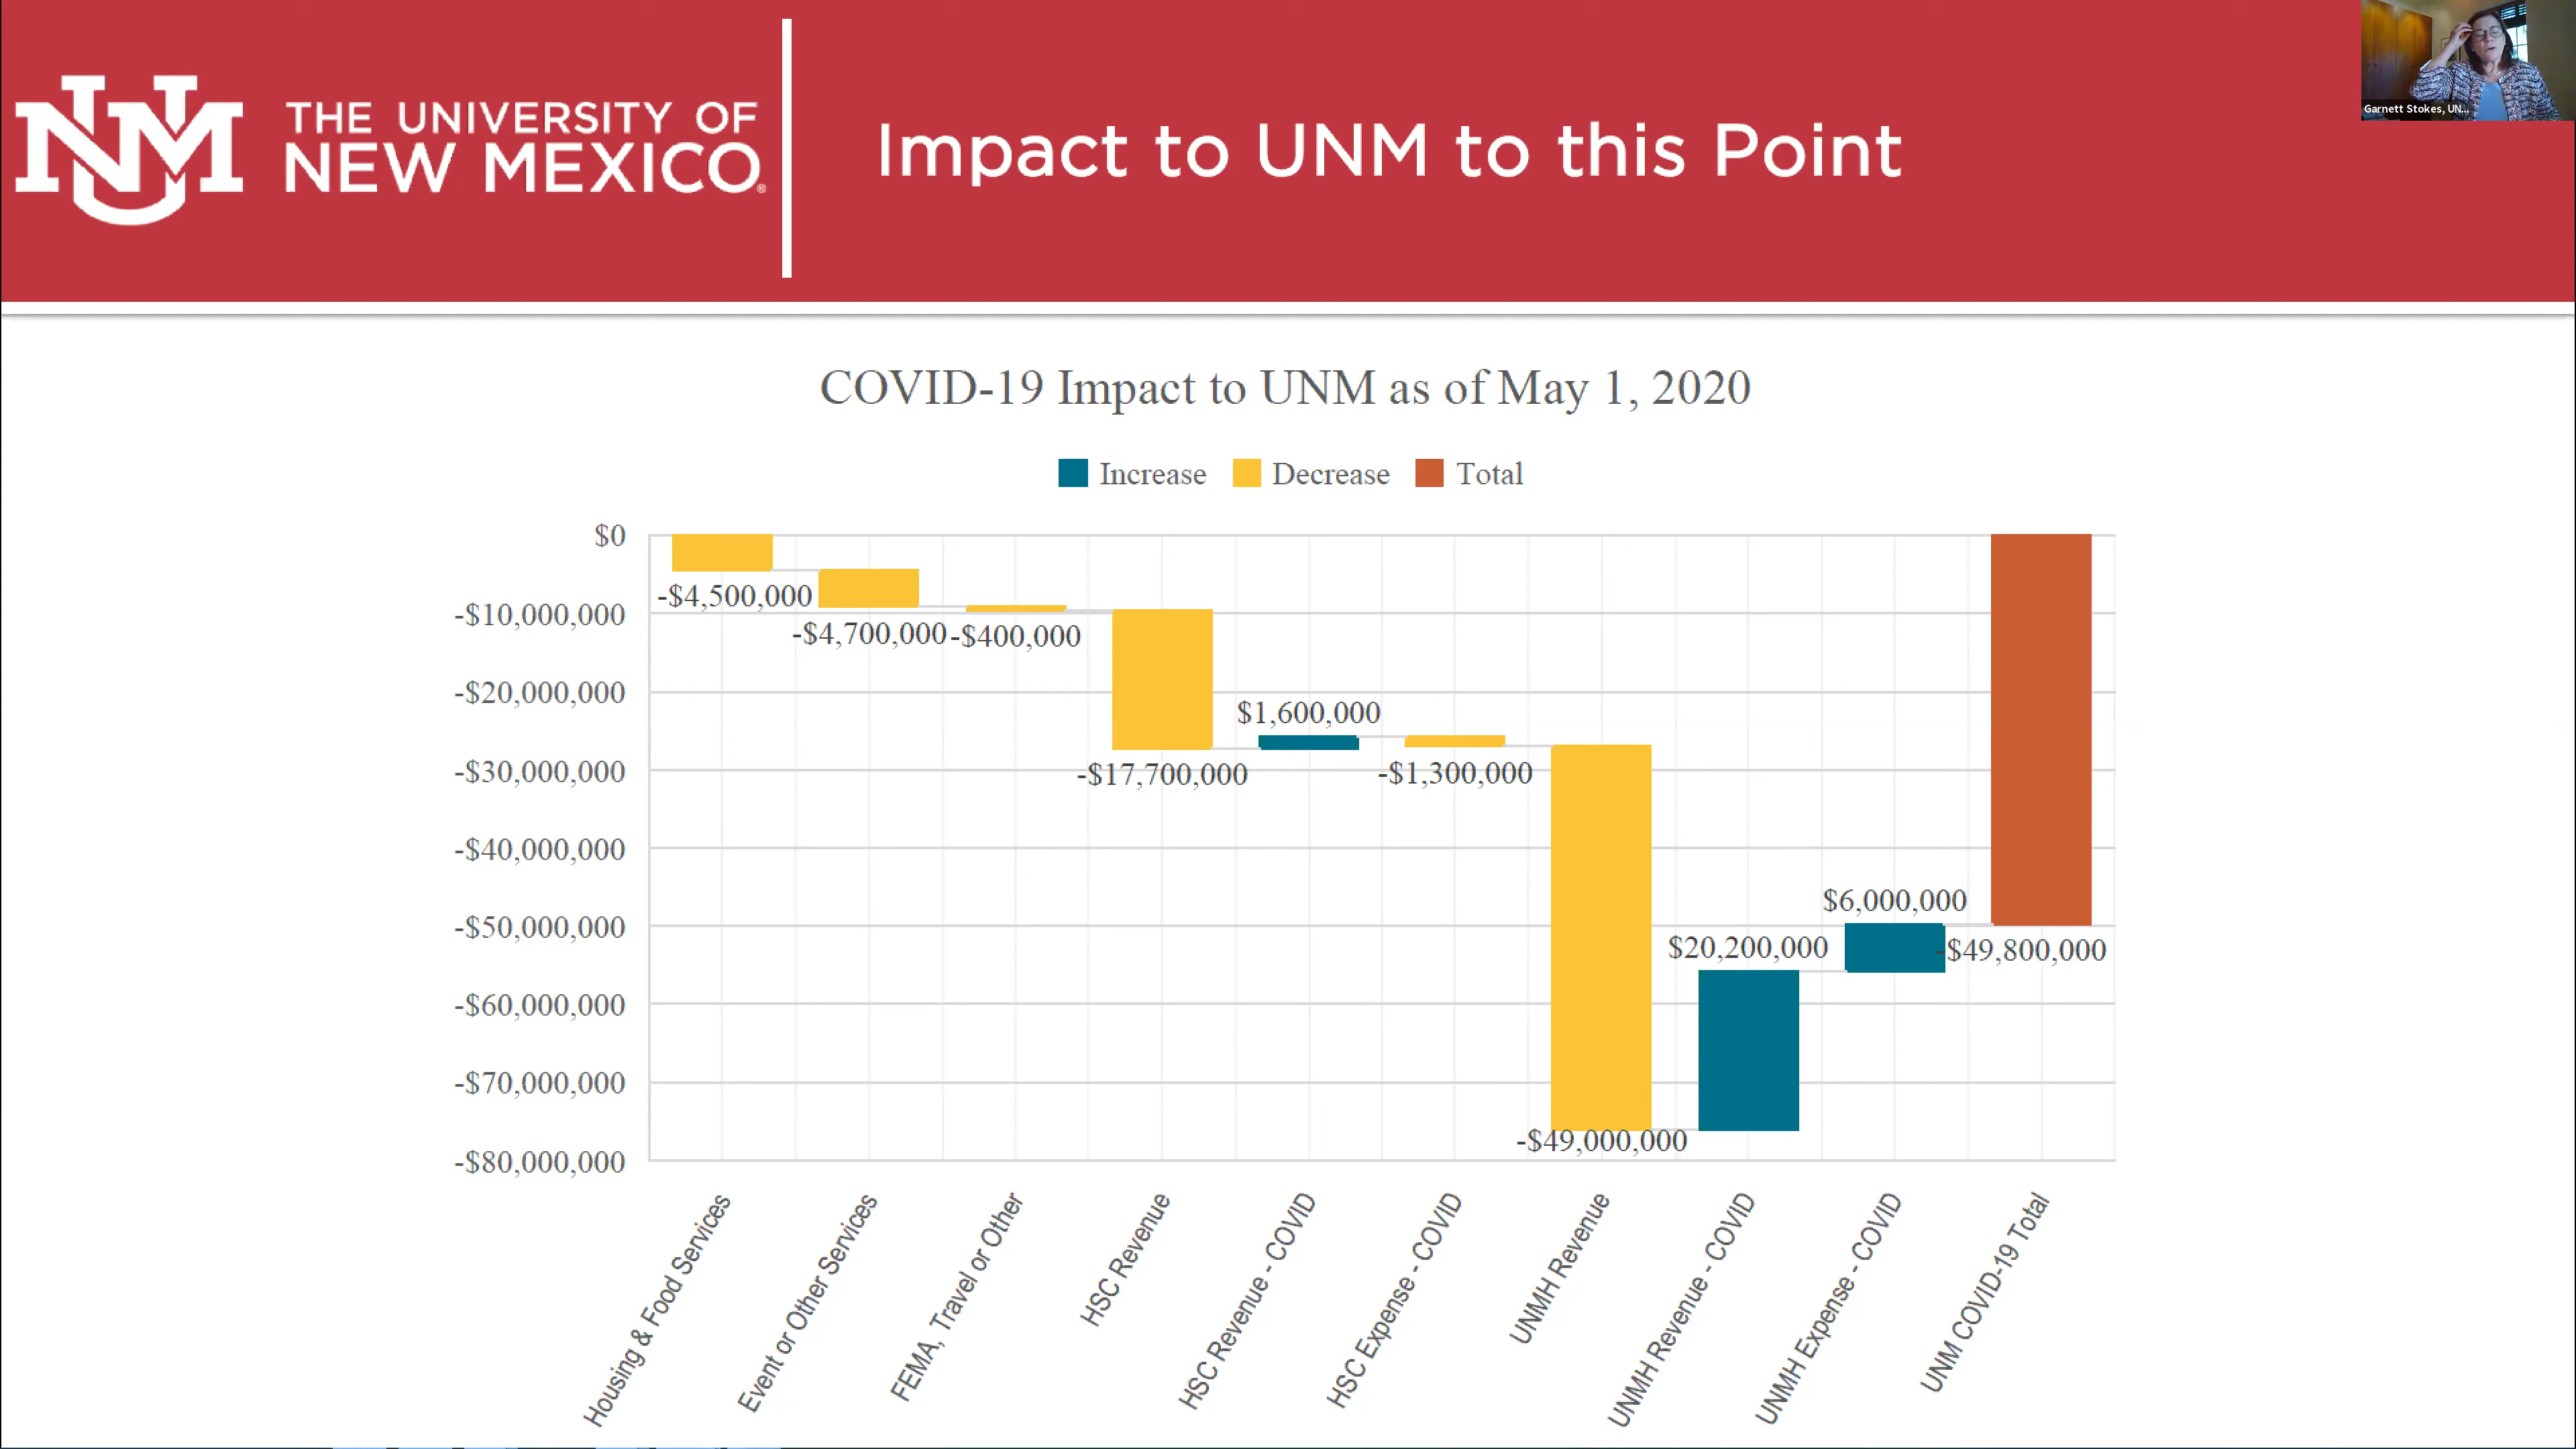 THE UNIVERSITY OF
NEW MEXICO®
Impact to UNM to this Point
Garnett Stokes, UN...
COVID-19 Impact to UNM as of May 1, 2020
Increase
Decrease
Total
$0
-$10,000,000
-$20,000,000
-$30,000,000
-$40,000,000
-$50,000,000
-$60,000,000
-$70,000,000
-$80,000,000
-$4,500,000
-$4,700,000
-$400,000
-$17,700,000
$1,600,000
-$1,300,000
-$49,000,000
$20,200,000
$6,000,000
-$49,800,000
Housing & Food Services
Event or Other Services
FEMA, Travel or Other
HSC Revenue
HSC Revenue - COVID
HSC Expense - COVID
UNMH Revenue
UNMH Revenue - COVID
UNMH Expense - COVID
UNM COVID-19 Total